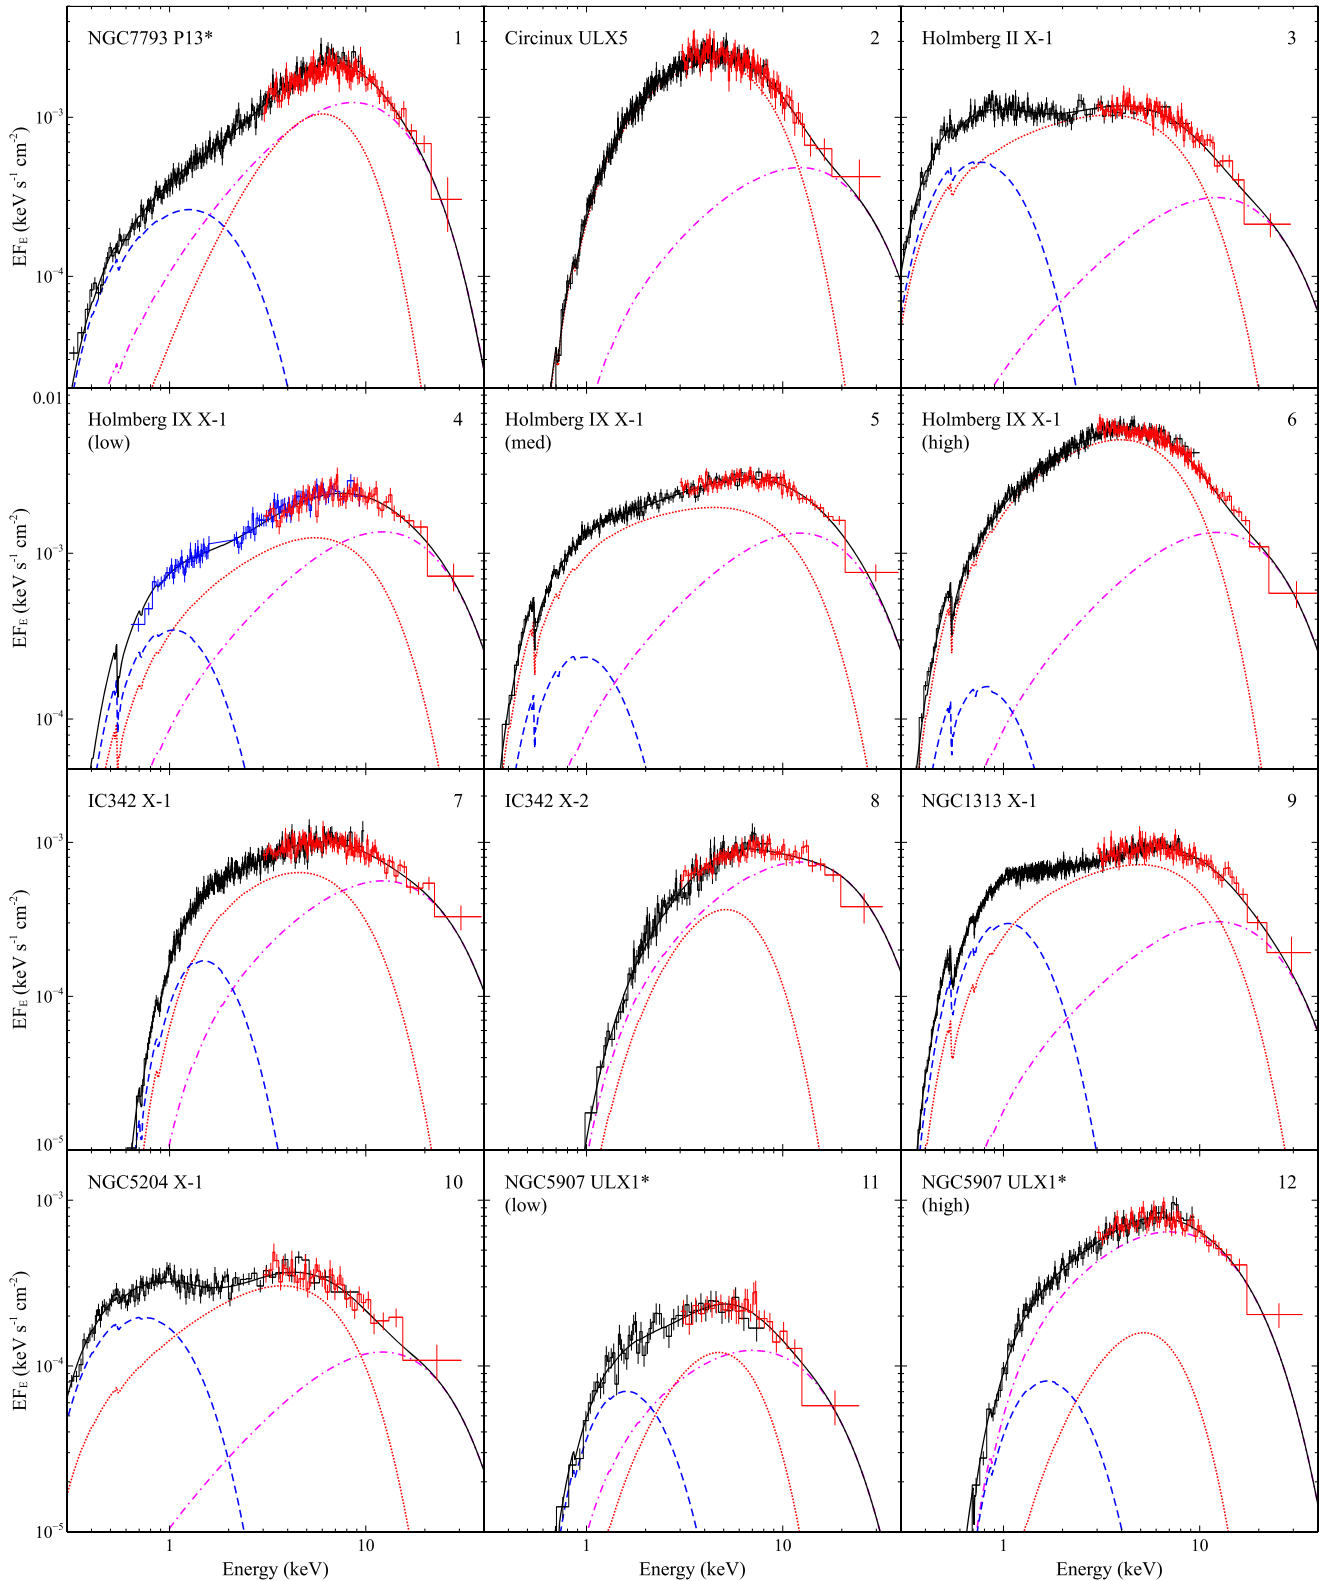 NGC7793 P13* 1
Circinux ULX5 2
Holmberg II X-1 3
EF_E (keV s⁻¹ cm⁻²)
10⁻³
10⁻⁴
Holmberg IX X-1 4
(low)
Holmberg IX X-1 5
(med)
Holmberg IX X-1 6
(high)
EF_E (keV s⁻¹ cm⁻²)
0.01
10⁻³
10⁻⁴
IC342 X-1 7
IC342 X-2 8
NGC1313 X-1 9
EF_E (keV s⁻¹ cm⁻²)
10⁻³
10⁻⁴
10⁻⁵
NGC5204 X-1 10
NGC5907 ULX1* 11
(low)
NGC5907 ULX1* 12
(high)
EF_E (keV s⁻¹ cm⁻²)
10⁻³
10⁻⁴
10⁻⁵
1 10 1 10 1 10
Energy (keV) Energy (keV) Energy (keV)